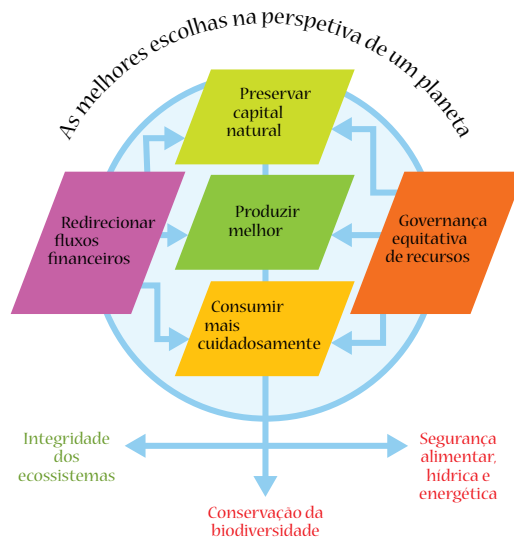 As melhores escolhas na perspetiva de um planeta
Preservar
capital
natural
Redirecionar
fluxos
financeiros
Produzir
melhor
Governança
equitativa
de recursos
Consumir
mais
cuidadosamente
Integridade
dos
ecossistemas
Segurança
alimentar,
hídrica e
energética
Conservação da
biodiversidade